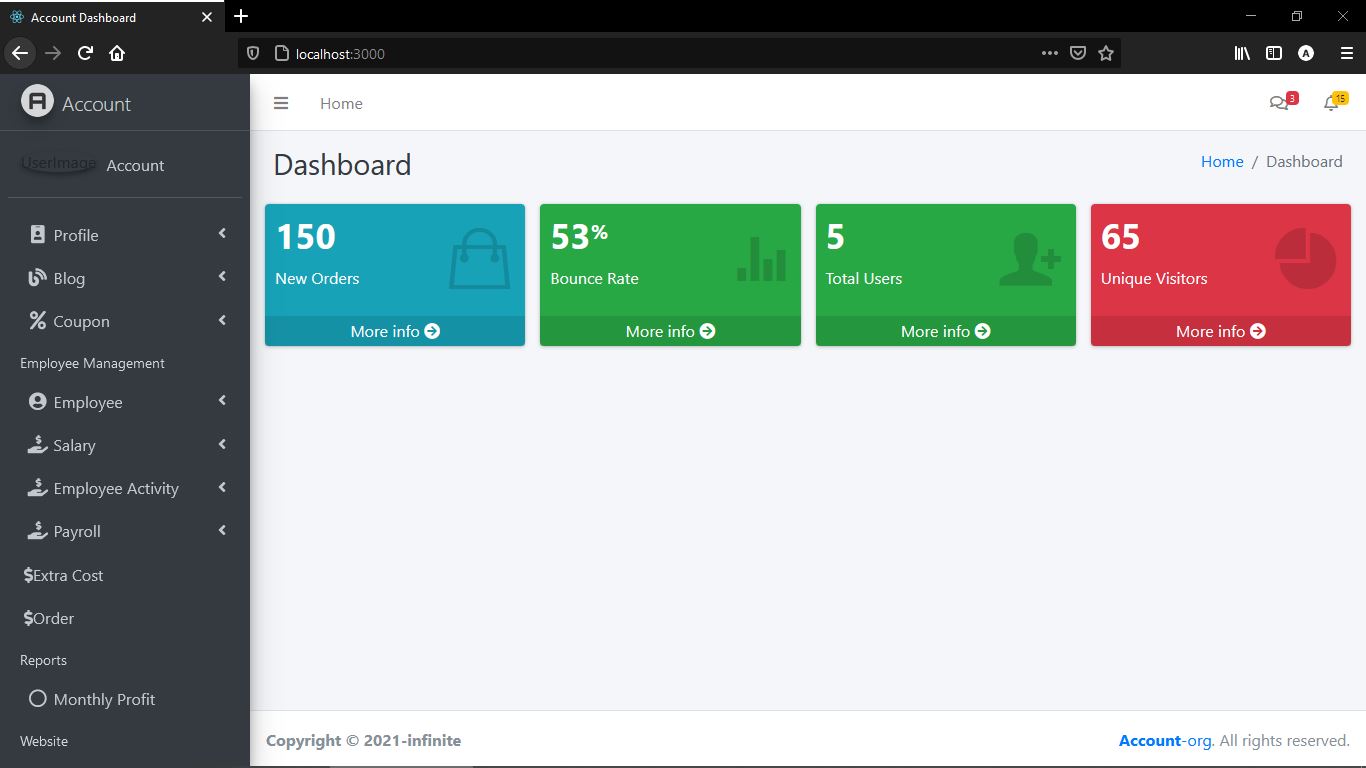 Account Dashboard
localhost:3000
A
Account
Home
3
15
UserImage
Account
Dashboard
Home / Dashboard
Profile
Blog
Coupon
Employee Management
Employee
Salary
Employee Activity
Payroll
$Extra Cost
$Order
Reports
Monthly Profit
Website
150
New Orders
More info
53%
Bounce Rate
More info
5
Total Users
More info
65
Unique Visitors
More info
Copyright © 2021-infinite
Account-org. All rights reserved.